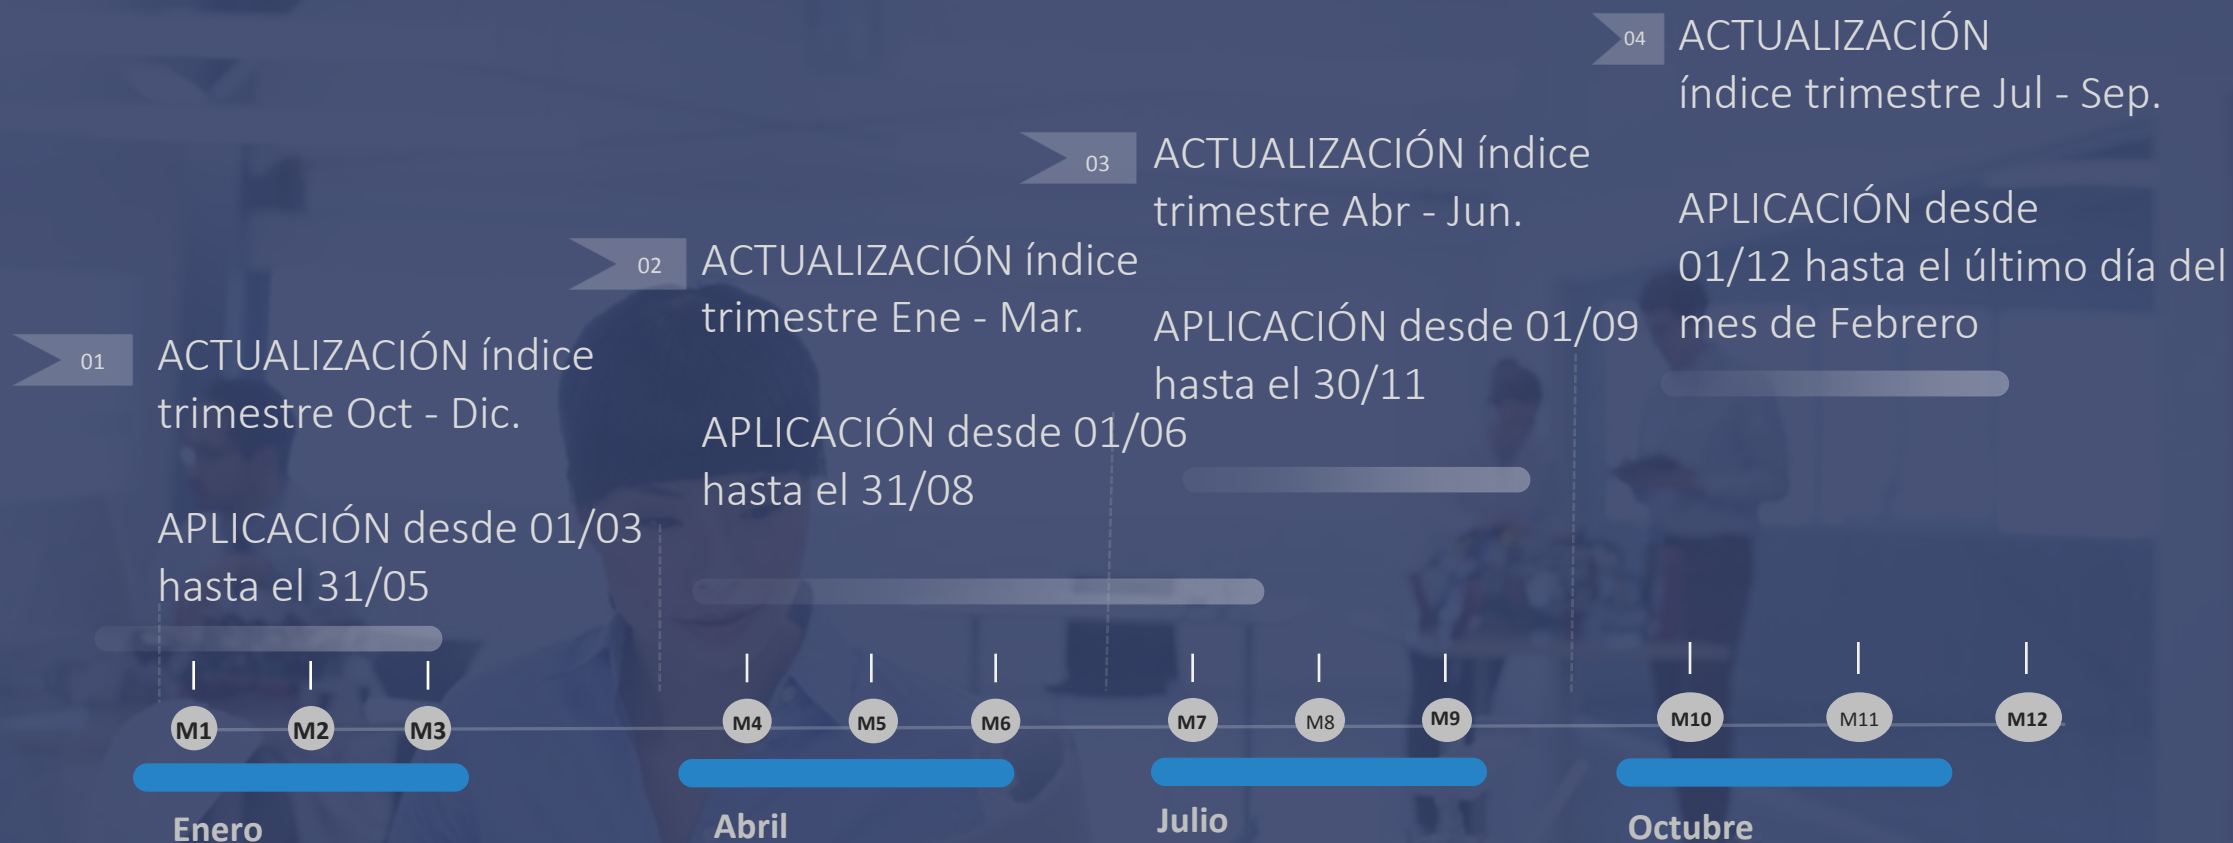 01
ACTUALIZACIÓN índice
trimestre Oct - Dic.
APLICACIÓN desde 01/03
hasta el 31/05
02
ACTUALIZACIÓN índice
trimestre Ene - Mar.
APLICACIÓN desde 01/06
hasta el 31/08
03
ACTUALIZACIÓN índice
trimestre Abr - Jun.
APLICACIÓN desde 01/09
hasta el 30/11
04
ACTUALIZACIÓN
índice trimestre Jul - Sep.
APLICACIÓN desde
01/12 hasta el último día del
mes de Febrero
M1 M2 M3 M4 M5 M6 M7 M8 M9 M10 M11 M12
Enero Abril Julio Octubre